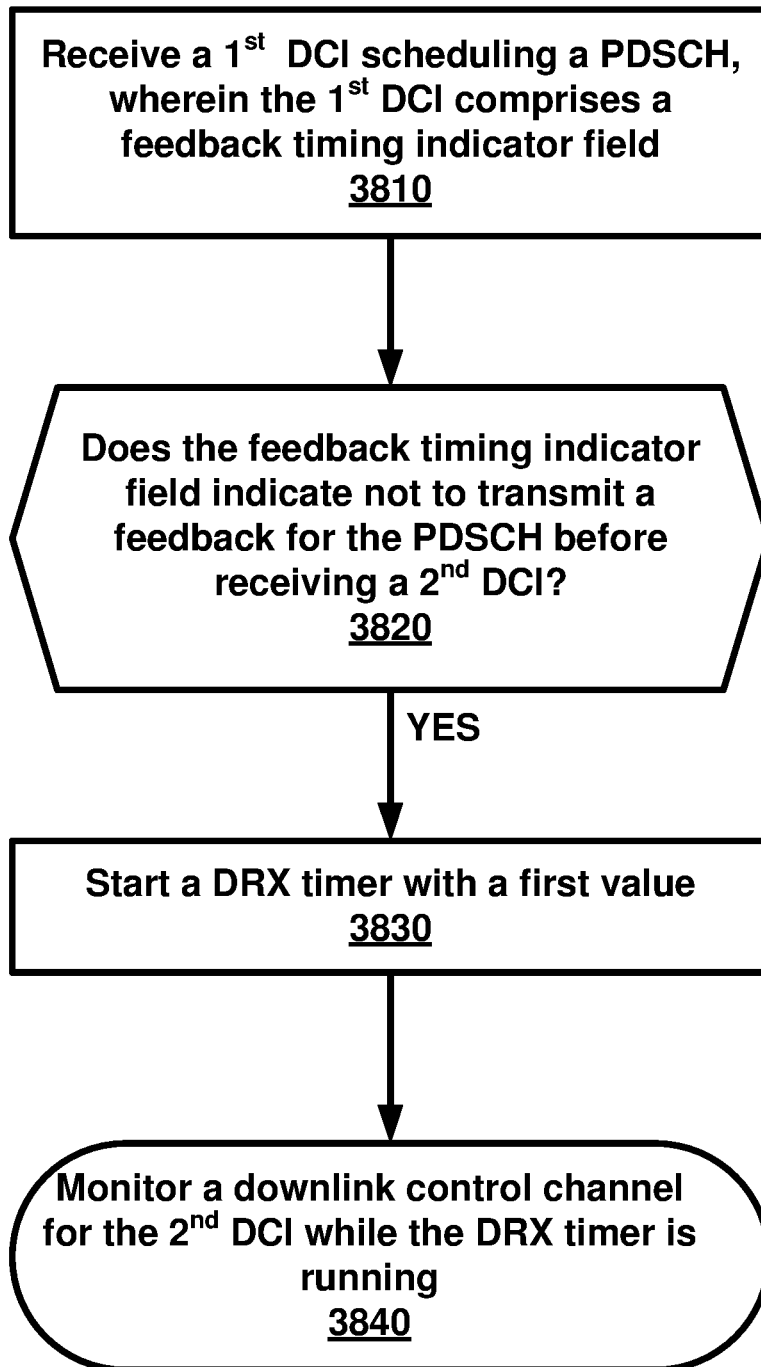 Receive a 1st DCI scheduling a PDSCH,
wherein the 1st DCI comprises a
feedback timing indicator field
3810
Does the feedback timing indicator
field indicate not to transmit a
feedback for the PDSCH before
receiving a 2nd DCI?
3820
YES
Start a DRX timer with a first value
3830
Monitor a downlink control channel
for the 2nd DCI while the DRX timer is
running
3840